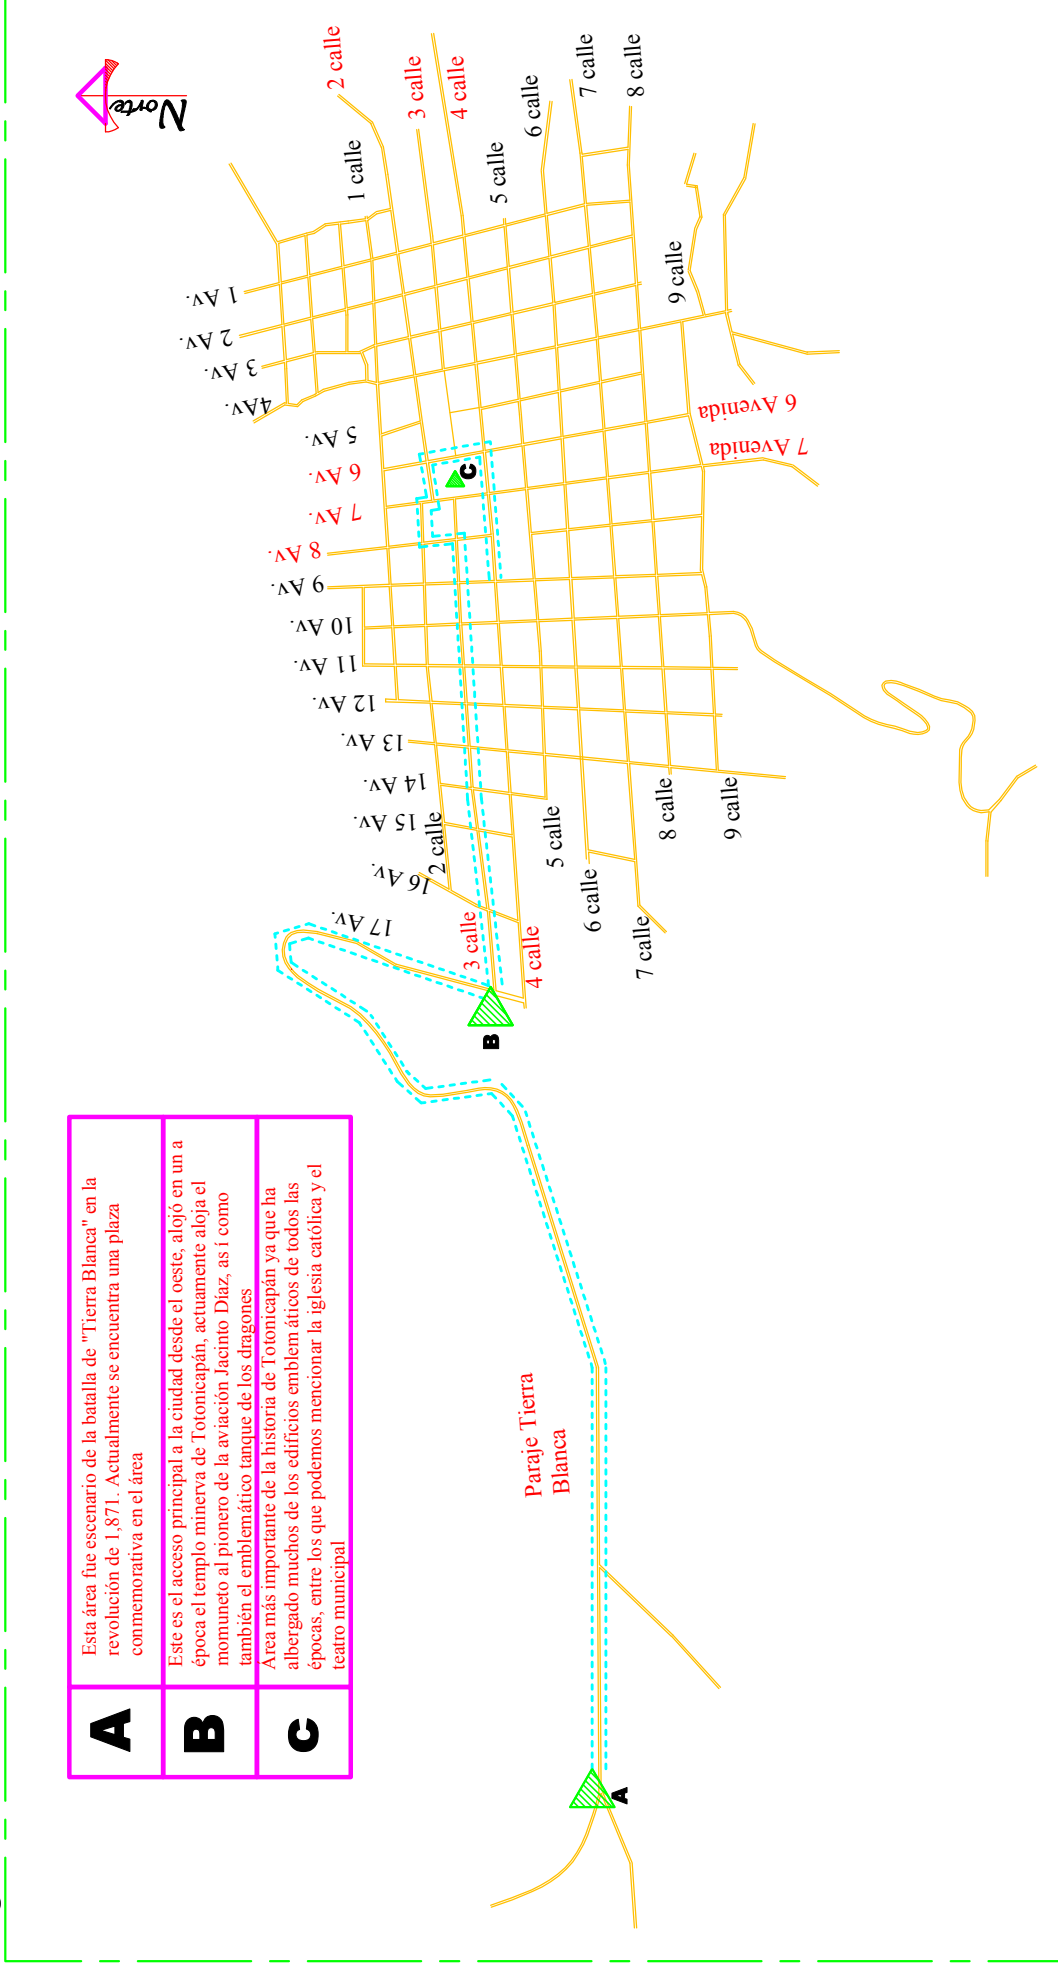 Norte
2 calle
3 calle
4 calle
1 calle
5 calle
6 calle
7 calle
8 calle
9 calle
1 Av.
2 Av.
3 Av.
4Av.
5 Av.
6 Av.
7 Av.
8 Av.
9 Av.
10 Av.
11 Av.
12 Av.
13 Av.
14 Av.
15 Av.
16 Av.
17 Av.
6 Avenida
7 Avenida
C
2 calle
3 calle
4 calle
5 calle
6 calle
7 calle
8 calle
9 calle
B
Paraje Tierra
Blanca
A
A
Esta área fue escenario de la batalla de "Tierra Blanca" en la
revolución de 1,871. Actualmente se encuentra una plaza
conmemorativa en el área
B
Este es el acceso principal a la ciudad desde el oeste, alojó en un a
época el templo minerva de Totonicapán, actuamente aloja el
momuneto al pionero de la aviación Jacinto Díaz, as i como
también el emblemático tanque de los dragones
c
Area más importante de la historia de Totonicapán ya que ha
albergado muchos de los edificios emblem áticos de todos las
épocas, entre los que podemos mencionar la iglesia católica y el
teatro municipal